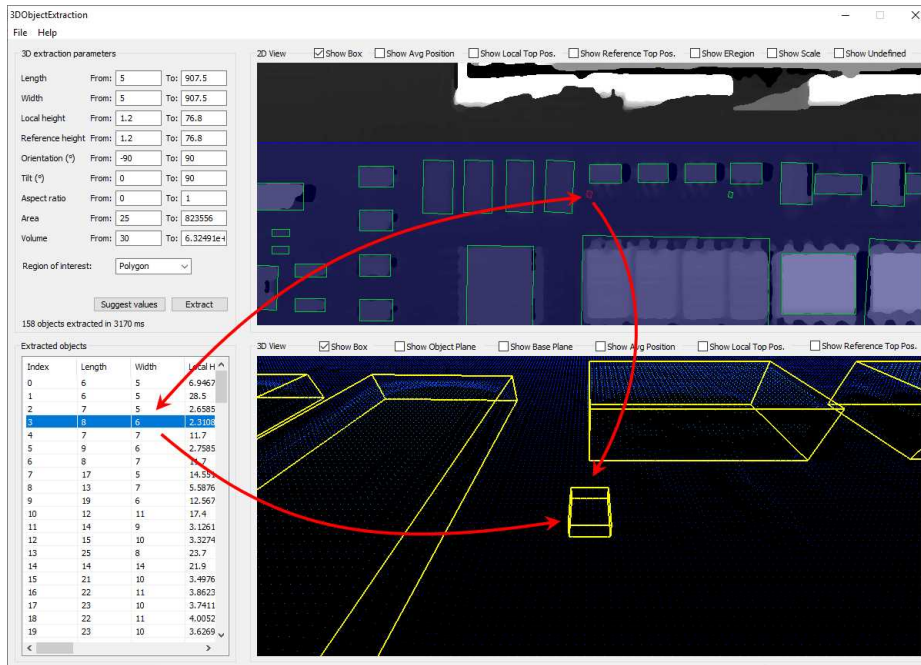 3DObjectExtraction
File Help
3D extraction parameters
Length From: 5 To: 907.5
Width From: 5 To: 907.5
Local height From: 1.2 To: 76.8
Reference height From: 1.2 To: 76.8
Orientation (°) From: -90 To: 90
Tilt (°) From: 0 To: 90
Aspect ratio From: 0 To: 1
Area From: 25 To: 823556
Volume From: 30 To: 6.32491e+
Region of interest: Polygon
Suggest values Extract
158 objects extracted in 3170 ms
2D View Show Box Show Avg Position Show Local Top Pos. Show Reference Top Pos. Show ERegion Show Scale Show Undefined
Extracted objects
Index Length Width Local H
0 6 5 6.9467
1 6 5 28.5
2 7 5 2.6585
3 8 6 2.3108
4 7 7 11.7
5 9 6 2.7585
6 8 7 11.7
7 17 5 14.551
8 13 7 5.5876
9 19 6 12.567
10 12 11 17.4
11 14 9 3.1261
12 15 10 3.3274
13 25 8 23.7
14 14 14 21.9
15 21 10 3.4976
16 22 11 3.8623
17 23 10 3.7411
18 22 11 4.0052
19 23 10 3.6269
3D View Show Box Show Object Plane Show Base Plane Show Avg Position Show Local Top Pos. Show Reference Top Pos.